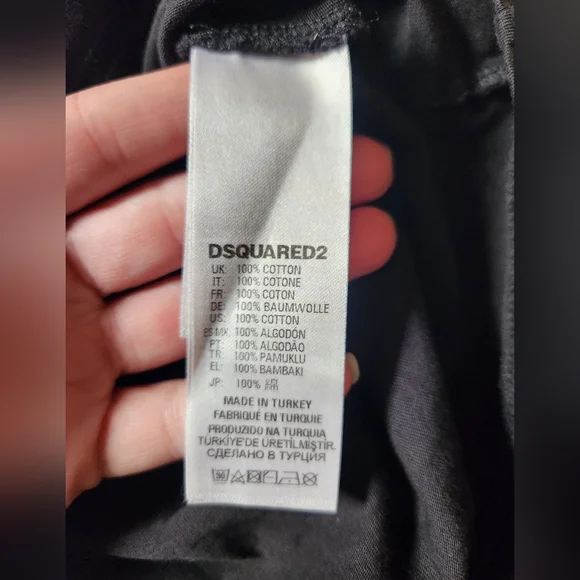 DSQUARED2
UK: 100% COTTON
IT: 100% COTONE
FR: 100% COTON
DE: 100% BAUMWOLLE
US: 100% COTTON
ES-MX: 100% ALGODÓN
PT: 100% ALGODÃO
TR: 100% PAMUKLU
EL: 100% BAMBAKI
JP: 100%
MADE IN TURKEY
FABRIQUÉ EN TURQUIE
PRODUZIDO NA TURQUIA
TÜRKİYE'DE ÜRETİLMİŞTİR
СДЕЛАНО В ТУРЦИЯ
30